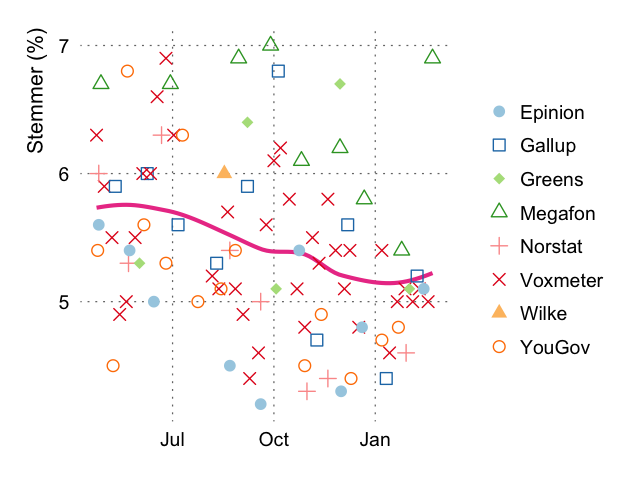 Stemmer (%)
7
6
5
Jul
Oct
Jan
Epinion
Gallup
Greens
Megafon
Norstat
Voxmeter
Wilke
YouGov